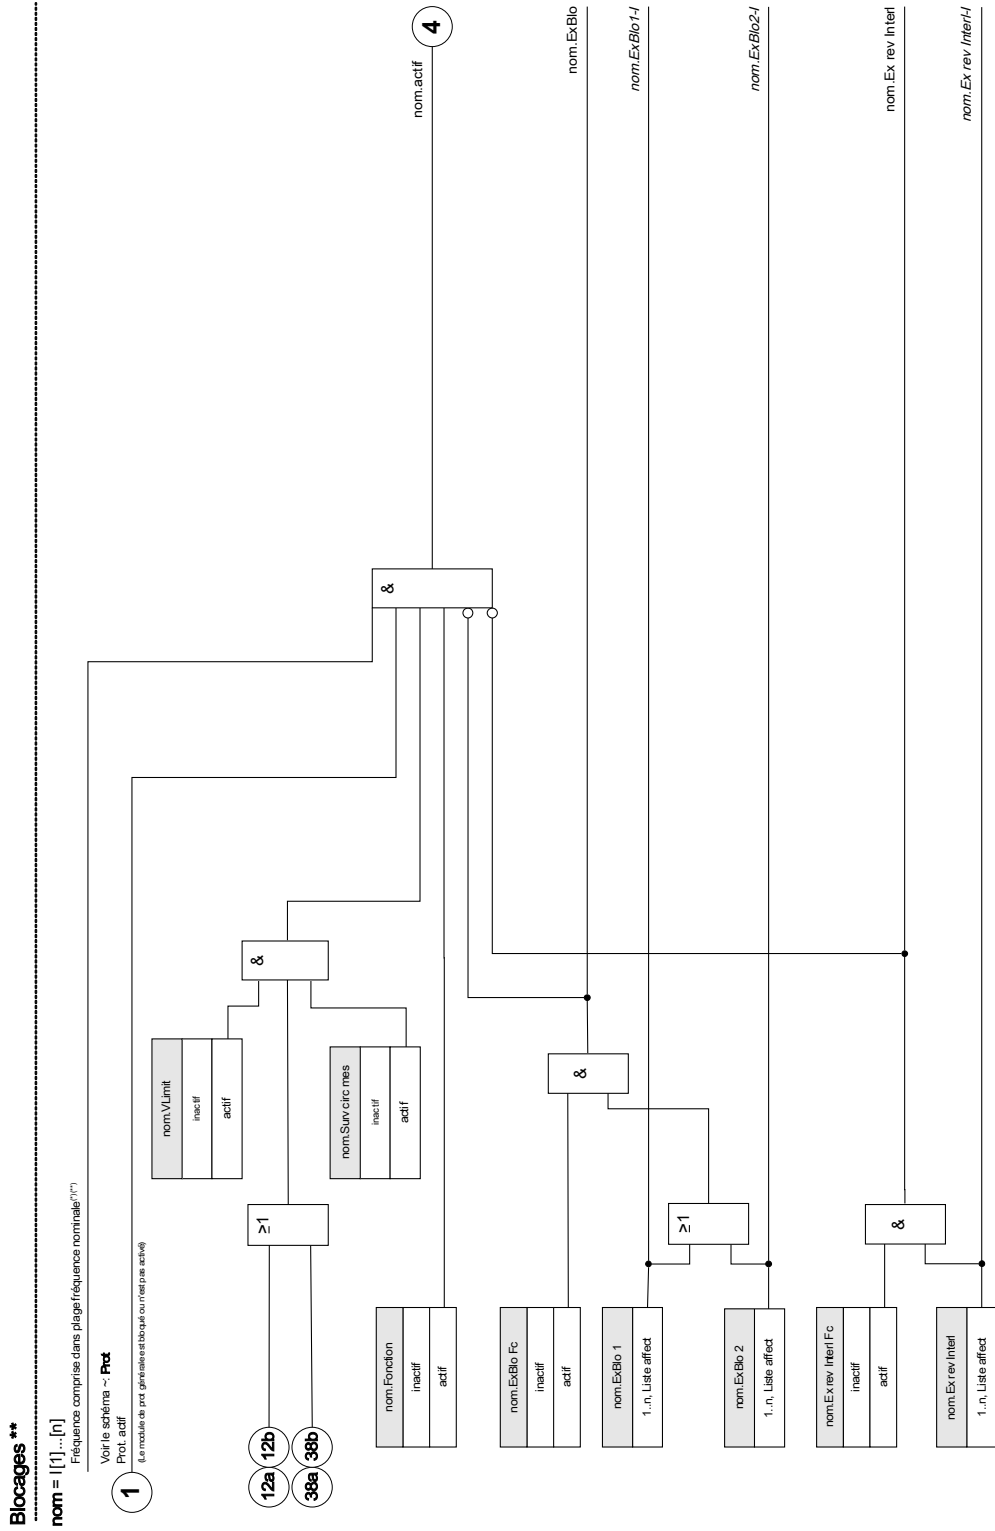 Blocages **
nom = I[1]...[n]
Fréquence comprise dans plage fréquence nominale(*)/(**)
Voir le schéma ~: Prot
Prot. actif
(Le module de prot générale est bloqué ou n'est pas activé)
1
12a
12b
38a
38b
≥1
nom.VLimit
inactif
actif
nom.Surv circ mes
inactif
actif
&
nom.Fonction
inactif
actif
nom.ExBlo Fc
inactif
actif
nom.ExBlo 1
1..n, Liste affect
nom.ExBlo 2
1..n, Liste affect
≥1
&
nom.Ex rev Interl Fc
inactif
actif
nom.Ex rev Interl
1..n, Liste affect
&
&
nom.actif
4
nom.ExBlo
nom.ExBlo1-I
nom.ExBlo2-I
nom.Ex rev Interl
nom.Ex rev Interl-I